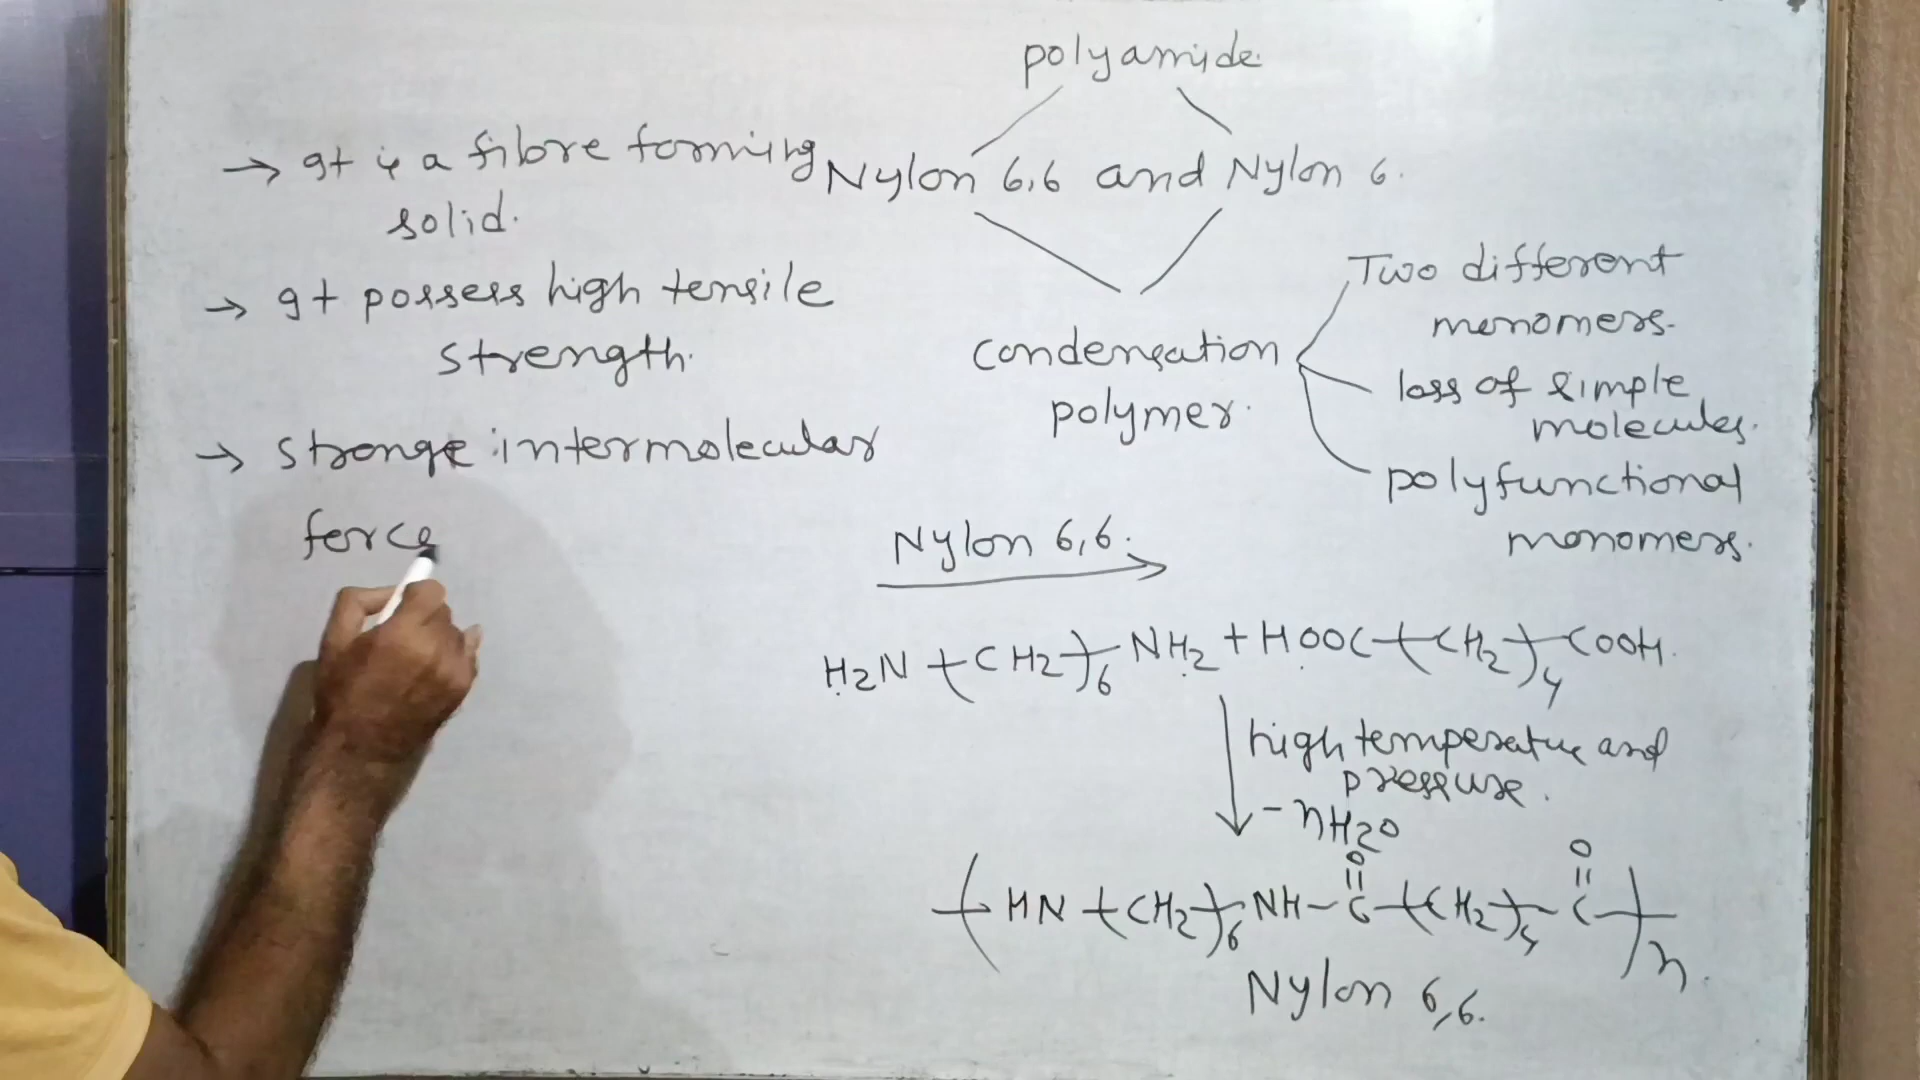 polyamide.
Nylon 6,6 and Nylon 6.
condensation
polymer.
Two different
monomers.
loss of simple
molecules.
polyfunctional
monomers.
→ It is a fibre forming
solid.
→ It possess high tensile
strength.
→ stronge intermolecular
force
Nylon 6,6.
H2N-(CH2)6-NH2 + HOOC-(CH2)4-COOH.
high temperature and
pressure.
-nH2O
O O
|| ||
-(HN-(CH2)6-NH-C-(CH2)4-C-)n.
Nylon 6,6.